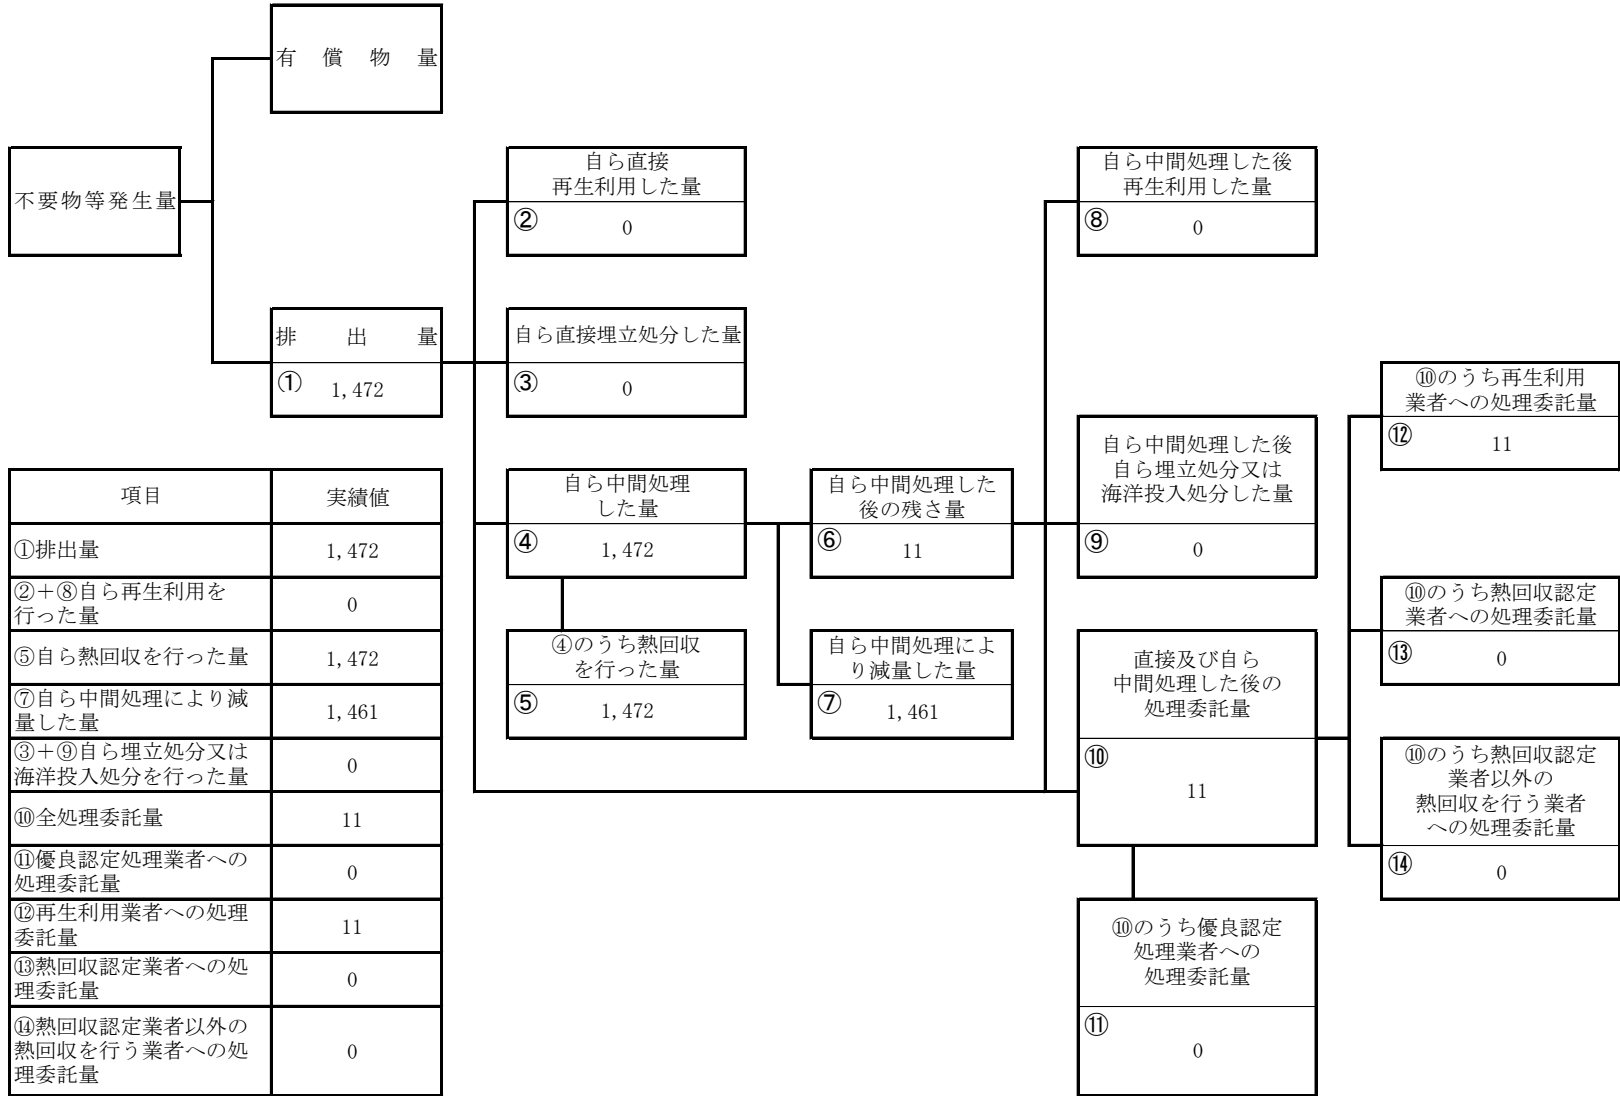 有償物量
不要物等発生量
排出量
① 1,472
自ら直接
再生利用した量
② 0
自ら直接埋立処分した量
③ 0
自ら中間処理
した量
④ 1,472
④のうち熱回収
を行った量
⑤ 1,472
自ら中間処理した
後の残さ量
⑥ 11
自ら中間処理によ
り減量した量
⑦ 1,461
自ら中間処理した後
再生利用した量
⑧ 0
自ら中間処理した後
自ら埋立処分又は
海洋投入処分した量
⑨ 0
直接及び自ら
中間処理した後の
処理委託量
⑩
11
⑩のうち優良認定
処理業者への
処理委託量
⑪
0
⑩のうち再生利用
業者への処理委託量
⑫ 11
⑩のうち熱回収認定
業者への処理委託量
⑬ 0
⑩のうち熱回収認定
業者以外の
熱回収を行う業者
への処理委託量
⑭ 0
項目 実績値
①排出量 1,472
②+⑧自ら再生利用を
行った量 0
⑤自ら熱回収を行った量 1,472
⑦自ら中間処理により減
量した量 1,461
③+⑨自ら埋立処分又は
海洋投入処分を行った量 0
⑩全処理委託量 11
⑪優良認定処理業者への
処理委託量 0
⑫再生利用業者への処理
委託量 11
⑬熱回収認定業者への処
理委託量 0
⑭熱回収認定業者以外の
熱回収を行う業者への処
理委託量 0